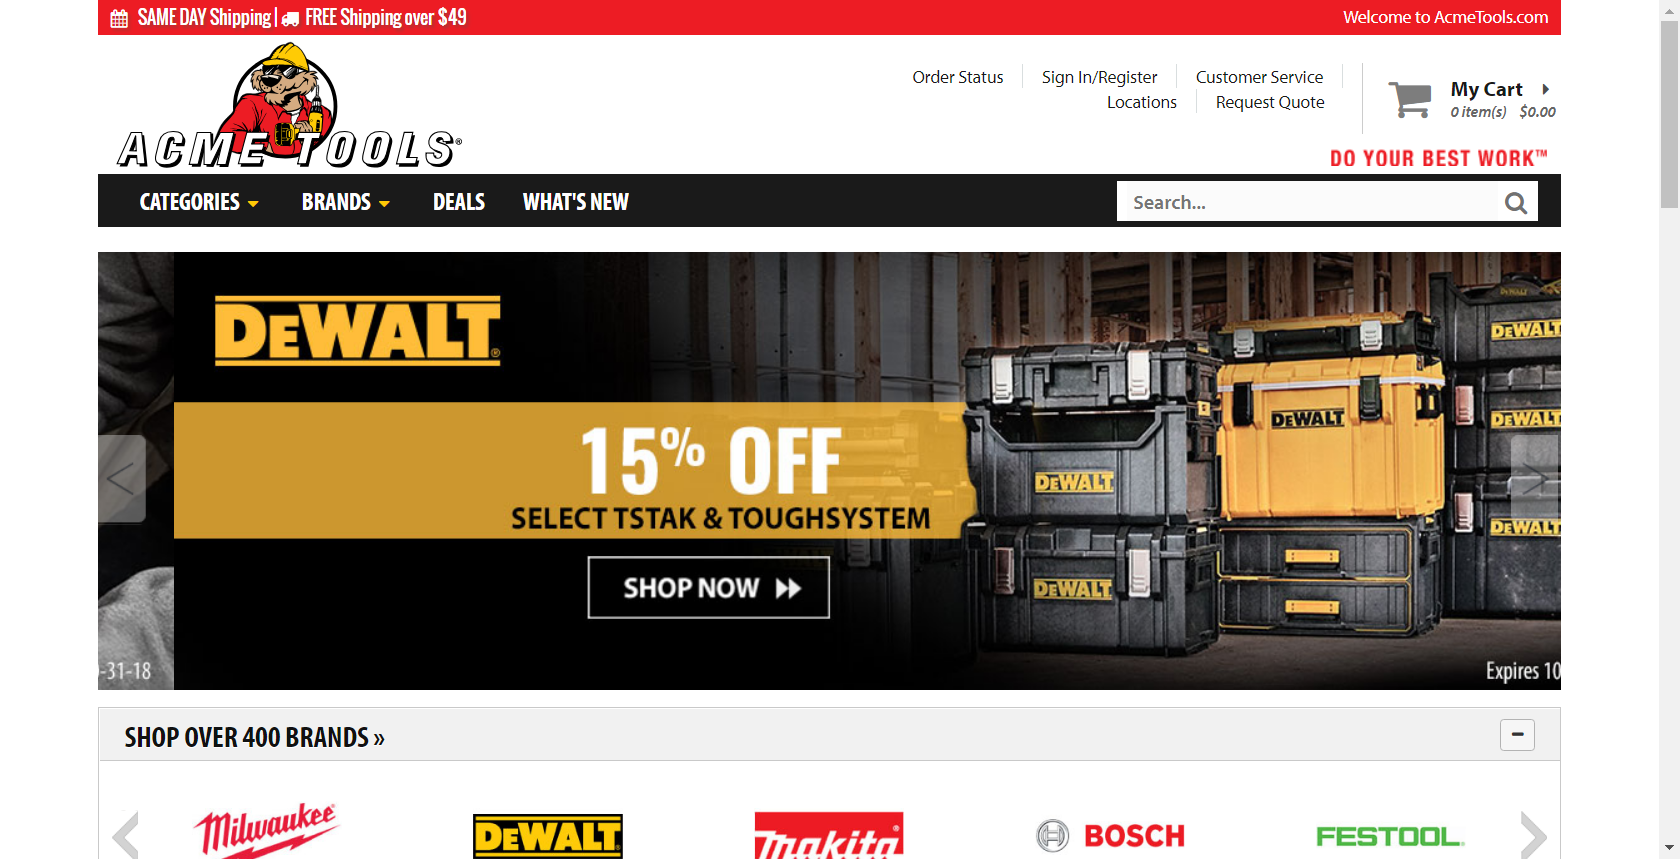 SAME DAY Shipping | FREE Shipping over $49
Welcome to AcmeTools.com
ACME TOOLS®
Order Status
Sign In/Register
Customer Service
Locations
Request Quote
My Cart
0 item(s) $0.00
DO YOUR BEST WORK™
CATEGORIES
BRANDS
DEALS
WHAT'S NEW
Search...
DEWALT®
15% OFF
SELECT TSTAK & TOUGHSYSTEM
SHOP NOW
DEWALT
DEWALT
DEWALT
DEWALT
DEWALT
DEWALT
-31-18
Expires 10
SHOP OVER 400 BRANDS »
Milwaukee®
DEWALT
makita®
BOSCH
FESTOOL